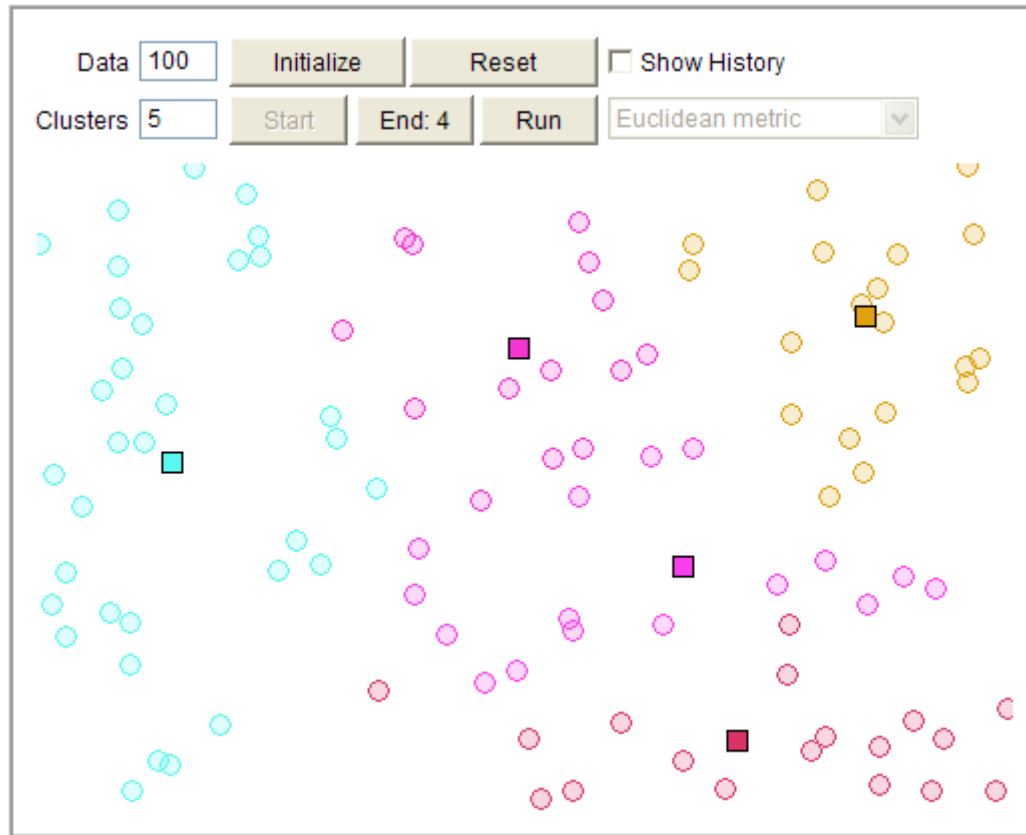 Data 100 Initialize Reset Show History
Clusters 5 Start End: 4 Run Euclidean metric